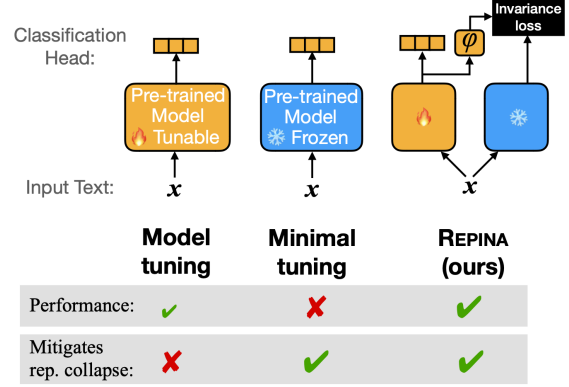 Classification
Head:
φ
Invariance
loss
Pre-trained
Model
Tunable
Pre-trained
Model
Frozen
Input Text:
x
x
x
Model
tuning
Minimal
tuning
REPINA
(ours)
Performance: ✓ ✘ ✓
Mitigates
rep. collapse: ✘ ✓ ✓